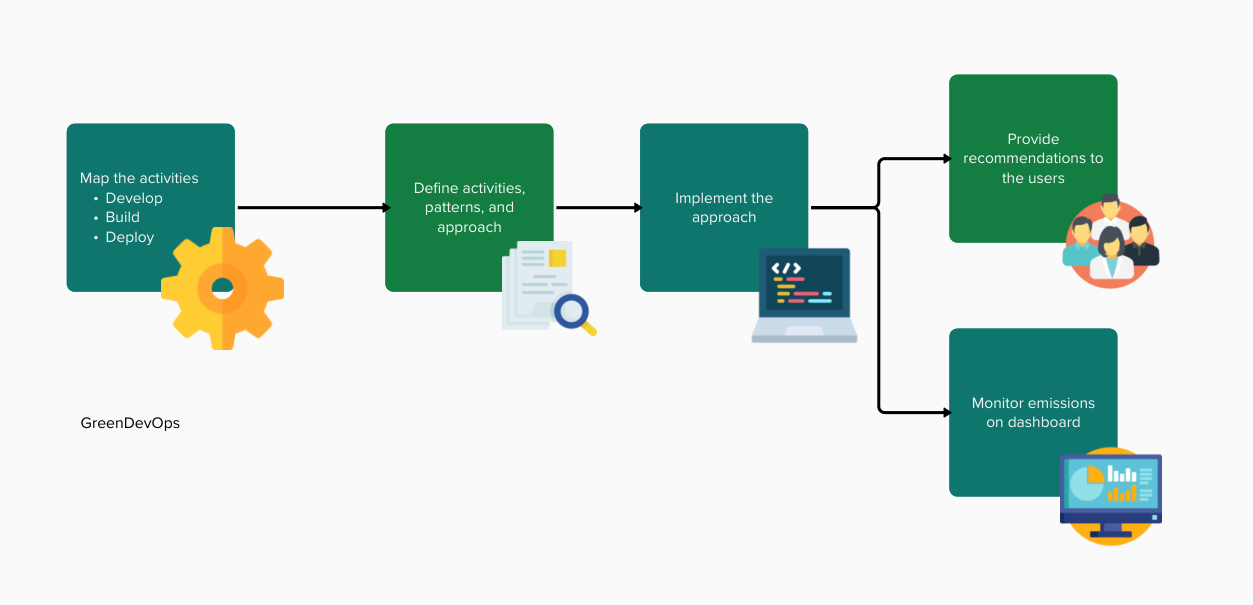 Map the activities
• Develop
• Build
• Deploy
Define activities,
patterns, and
approach
Implement the
approach
Provide
recommendations to
the users
Monitor emissions
on dashboard
GreenDevOps